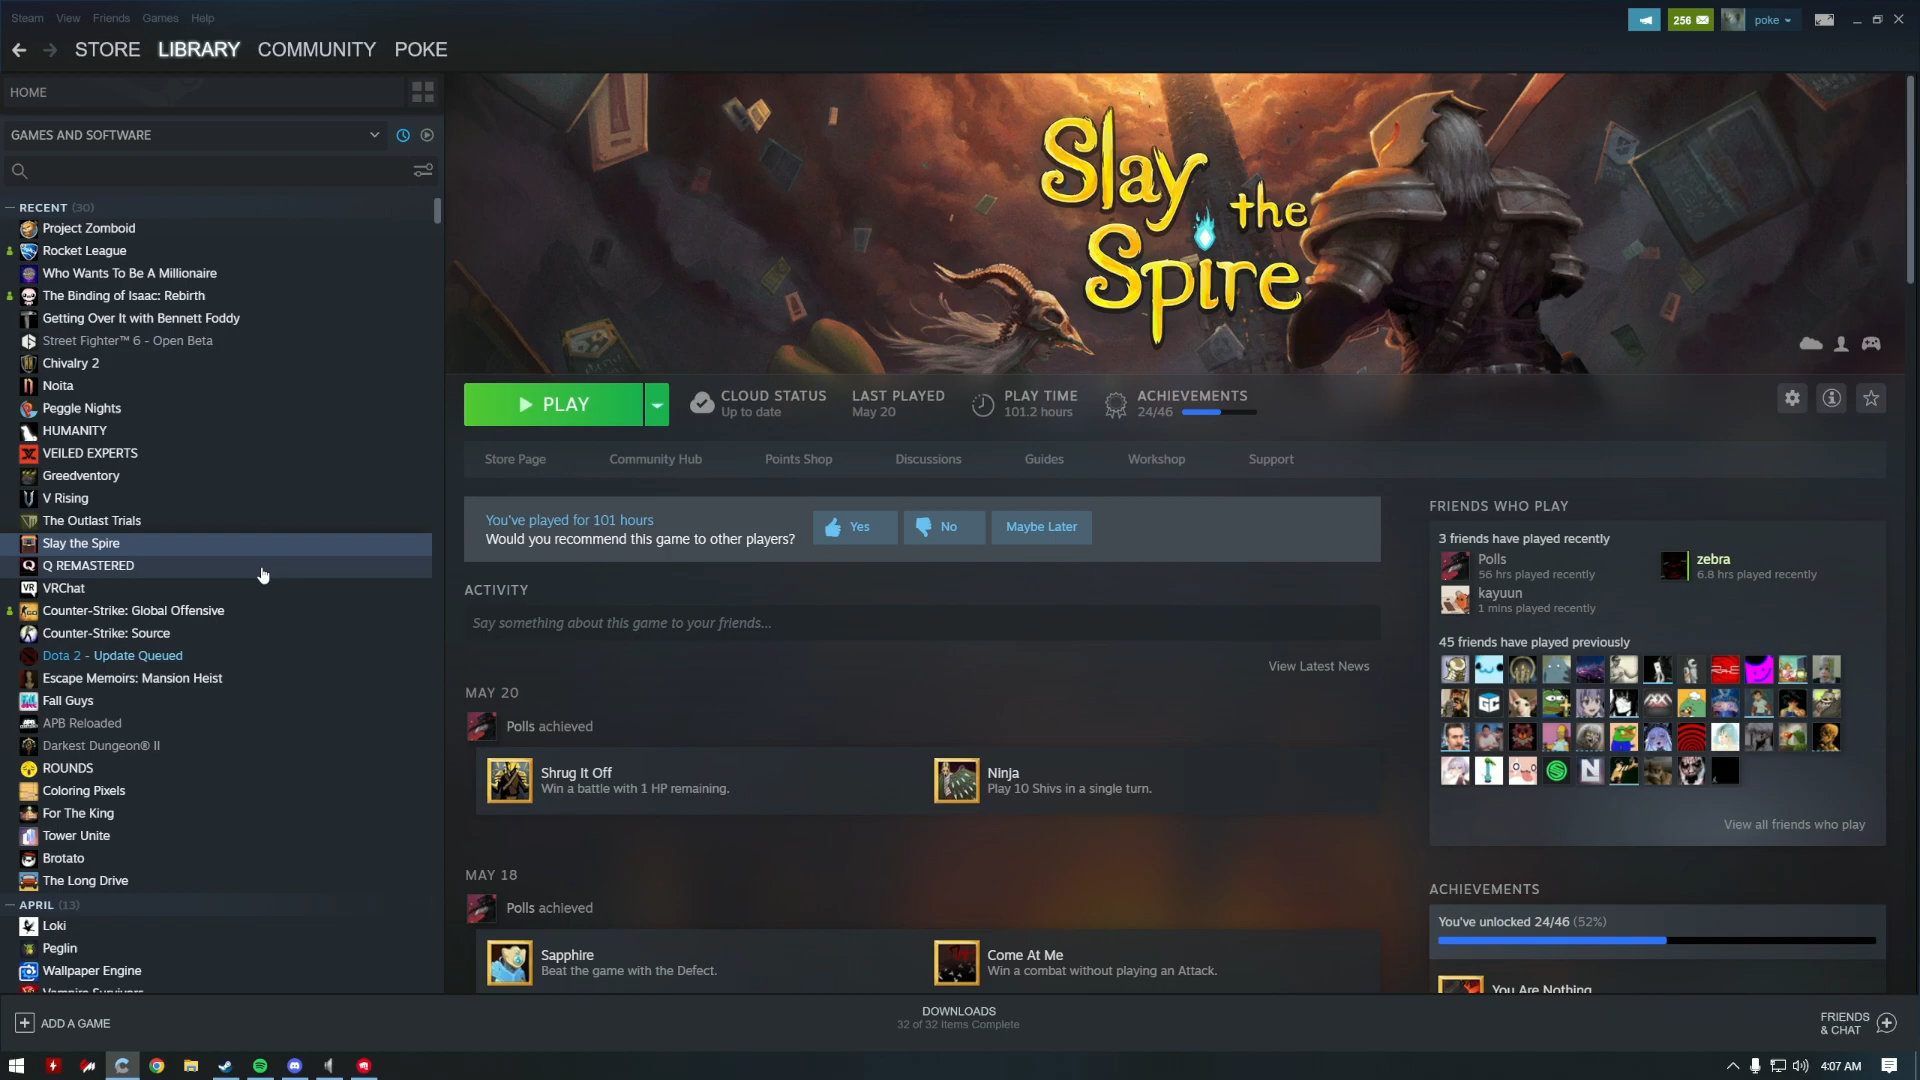 Steam View Friends Games Help
256 poke
STORE LIBRARY COMMUNITY POKE
HOME
GAMES AND SOFTWARE
RECENT (30)
Project Zomboid
Rocket League
Who Wants To Be A Millionaire
The Binding of Isaac: Rebirth
Getting Over It with Bennett Foddy
Street Fighter™ 6 - Open Beta
Chivalry 2
Noita
Peggle Nights
HUMANITY
VEILED EXPERTS
Greedventory
V Rising
The Outlast Trials
Slay the Spire
Q REMASTERED
VRChat
Counter-Strike: Global Offensive
Counter-Strike: Source
Dota 2 - Update Queued
Escape Memoirs: Mansion Heist
Fall Guys
APB Reloaded
Darkest Dungeon® II
ROUNDS
Coloring Pixels
For The King
Tower Unite
Brotato
The Long Drive
APRIL (13)
Loki
Peglin
Wallpaper Engine
Vampire Survivors
ADD A GAME
Slay
the
Spire
PLAY
CLOUD STATUS
Up to date
LAST PLAYED
May 20
PLAY TIME
101.2 hours
ACHIEVEMENTS
24/46
Store Page Community Hub Points Shop Discussions Guides Workshop Support
You've played for 101 hours
Would you recommend this game to other players?
Yes No Maybe Later
ACTIVITY
Say something about this game to your friends...
View Latest News
MAY 20
Polls achieved
Shrug It Off
Win a battle with 1 HP remaining.
Ninja
Play 10 Shivs in a single turn.
MAY 18
Polls achieved
Sapphire
Beat the game with the Defect.
Come At Me
Win a combat without playing an Attack.
FRIENDS WHO PLAY
3 friends have played recently
Polls
56 hrs played recently
zebra
6.8 hrs played recently
kayuun
1 mins played recently
45 friends have played previously
View all friends who play
ACHIEVEMENTS
You've unlocked 24/46 (52%)
You Are Nothing
DOWNLOADS
32 of 32 Items Complete
FRIENDS
& CHAT
4:07 AM